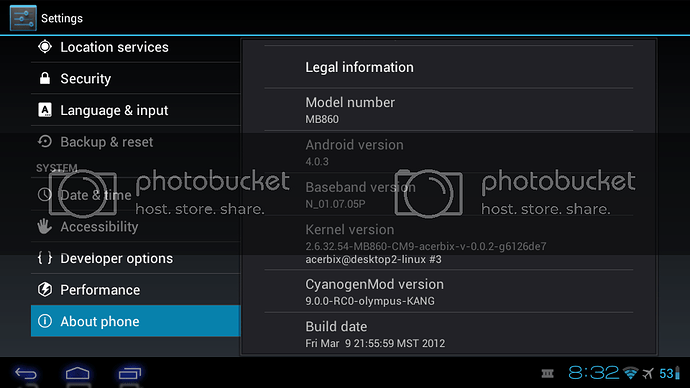 Settings
Location services
Security
A Language & input
Backup & reset
SYSTEM
Date & time
Accessibility
{ } Developer options
Performance
About phone
Legal information
Model number
MB860
Android version
4.0.3
Baseband version
N_01.07.05P
Kernel version
2.6.32.54-MB860-CM9-acerbix-v-0.0.2-g6126de7
acerbix@desktop2-linux #3
CyanogenMod version
9.0.0-RC0-olympus-KANG
Build date
Fri Mar 9 21:55:59 MST 2012
photobucket
host. store. share.
photobucket
host. store. share.
8:32
53